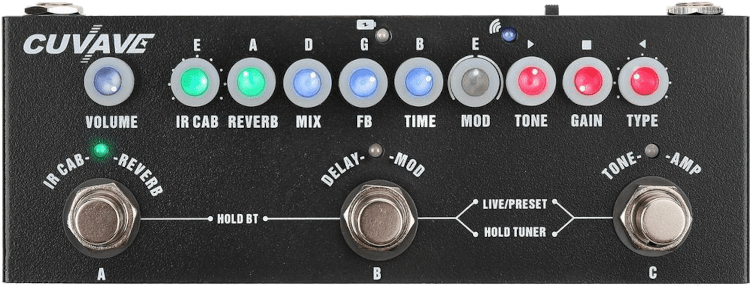 CUVAVE
E A D G B E
VOLUME IR CAB REVERB MIX FB TIME MOD TONE GAIN TYPE
IR CAB-REVERB
DELAY-MOD
TONE-AMP
HOLD BT
LIVE/PRESET
HOLD TUNER
A B C